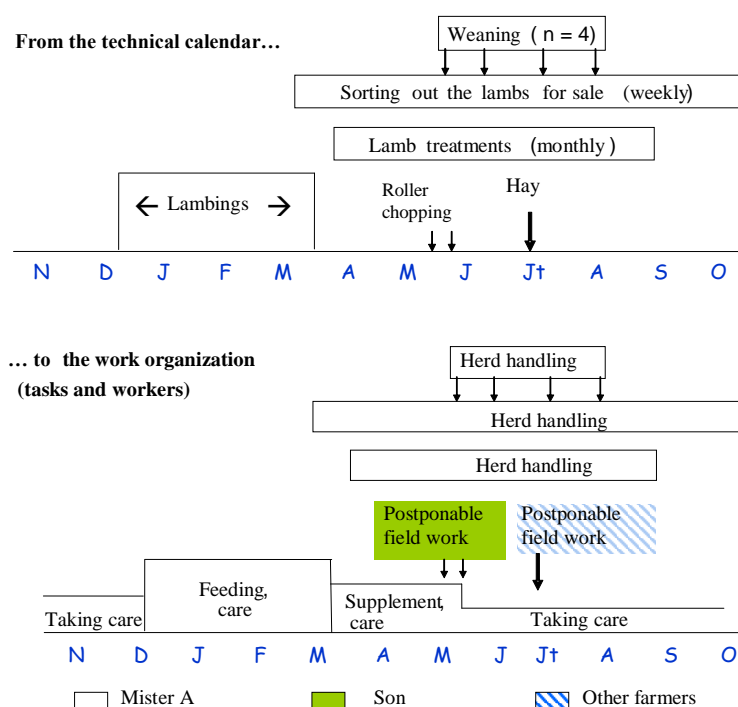 From the technical calendar…
Weaning ( n = 4)
Sorting out the lambs for sale (weekly)
Lamb treatments (monthly )
← Lambings →
Roller
chopping
Hay
N D J F M A M J Jt A S O
… to the work organization
(tasks and workers)
Herd handling
Herd handling
Herd handling
Postponable
field work
Postponable
field work
Feeding,
care
Supplement,
care
Taking care
Taking care
N D J F M A M J Jt A S O
Mister A Son Other farmers